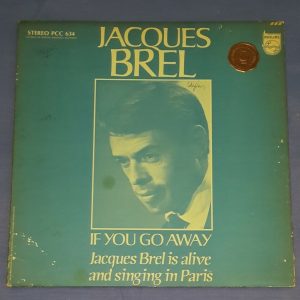 STEREO PCC 634
JACQUES
BREL
PHILIPS
IF YOU GO AWAY
Jacques Brel is alive
and singing in Paris